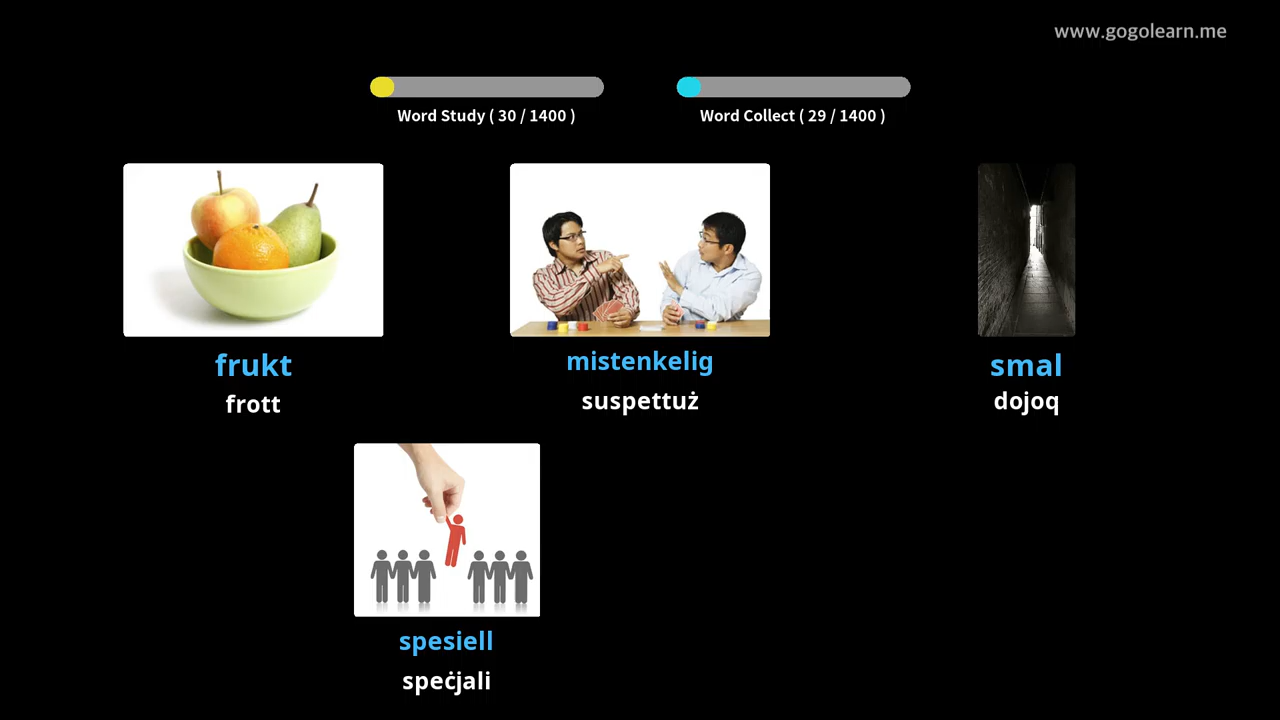 www.gogolearn.me
Word Study ( 30 / 1400 )
Word Collect ( 29 / 1400 )
frukt
frott
mistenkelig
suspettuż
smal
dojoq
spesiell
speċjali